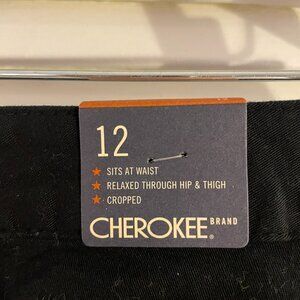 12
SITS AT WAIST
RELAXED THROUGH HIP & THIGH
CROPPED
CHEROKEE® BRAND